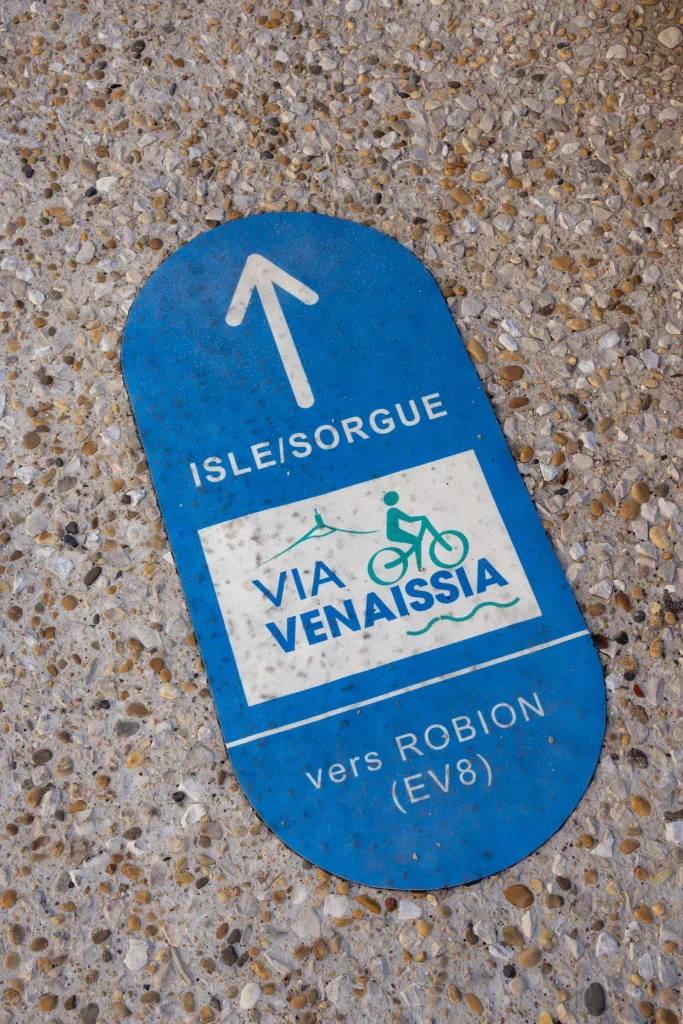 ISLE/SORGUE
VIA
VENAISSIA
vers ROBION
(EV8)